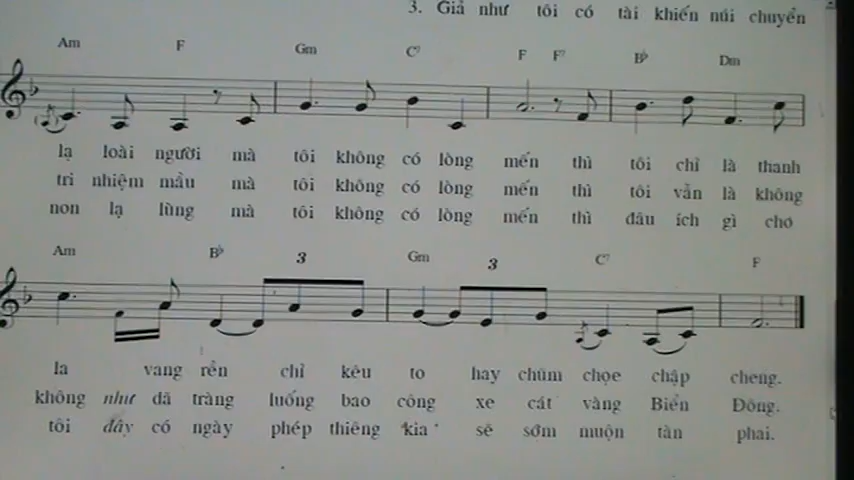 3. Giả như tôi có tài khiến núi chuyển
Am F Gm C7 F F7 Bb Dm
lạ loài người mà tôi không có lòng mến thì tôi chỉ là thanh
tri nhiệm mầu mà tôi không có lòng mến thì tôi vẫn là không
non lạ lùng mà tôi không có lòng mến thì đâu ích gì cho
Am Bb 3 Gm 3 C7 F
la vang rền chỉ kêu to hay chũm chọe chập cheng.
không như dã tràng luống bao công xe cát vàng Biển Đông.
tôi đây có ngày phép thiêng kia sẽ sớm muộn tàn phai.